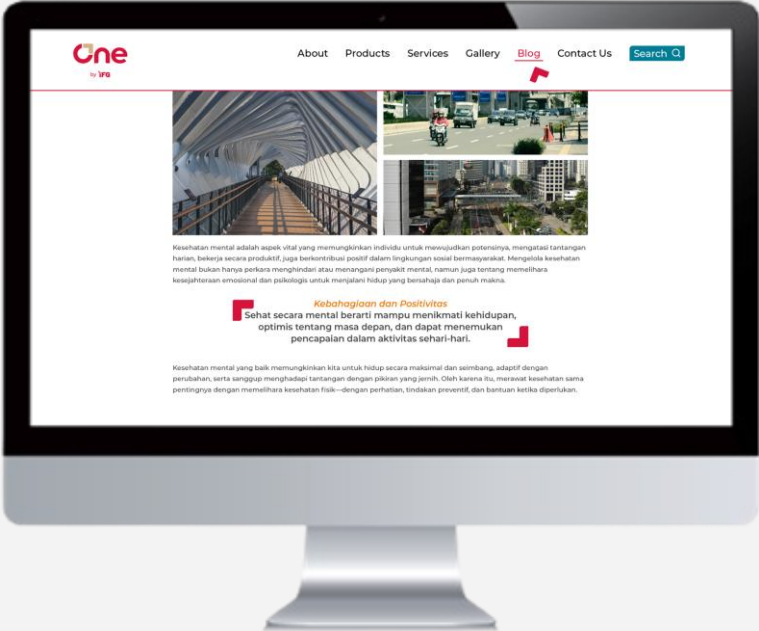 One
by IFG
About Products Services Gallery Blog Contact Us Search
Kesehatan mental adalah aspek vital yang memungkinkan individu untuk mewujudkan potensinya, mengatasi tantangan
harian, bekerja secara produktif, juga berkontribusi positif dalam lingkungan sosial bermasyarakat. Mengelola kesehatan
mental bukan hanya perkara menghindari atau menangani penyakit mental, namun juga tentang memelihara
kesejahteraan emosional dan psikologis untuk menjalani hidup yang bersahaja dan penuh makna.
Kebahagiaan dan Positivitas
Sehat secara mental berarti mampu menikmati kehidupan,
optimis tentang masa depan, dan dapat menemukan
pencapaian dalam aktivitas sehari-hari.
Kesehatan mental yang baik memungkinkan kita untuk hidup secara maksimal dan seimbang, adaptif dengan
perubahan, serta sanggup menghadapi tantangan dengan pikiran yang jernih. Oleh karena itu, merawat kesehatan sama
pentingnya dengan memelihara kesehatan fisik—dengan perhatian, tindakan preventif, dan bantuan ketika diperlukan.